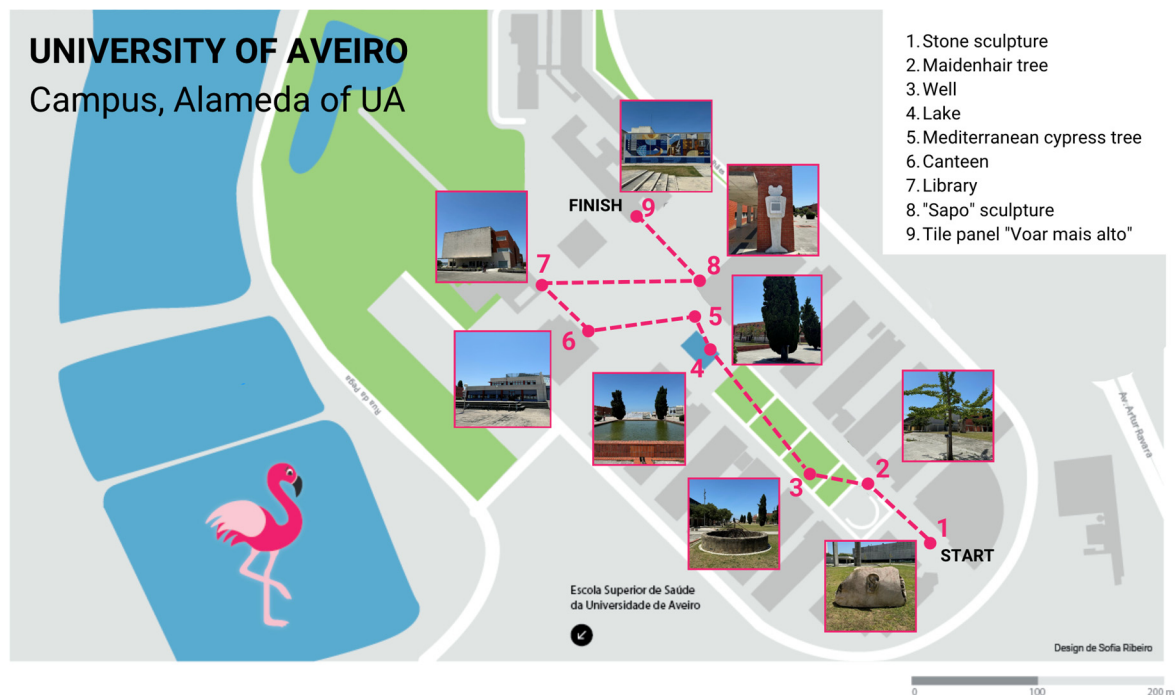 UNIVERSITY OF AVEIRO
Campus, Alameda of UA
1. Stone sculpture
2. Maidenhair tree
3. Well
4. Lake
5. Mediterranean cypress tree
6. Canteen
7. Library
8. "Sapo" sculpture
9. Tile panel "Voar mais alto"
FINISH
9
8
7
6
5
4
3
2
1
START
Rua da Pega
Av. Artur Ravara
Escola Superior de Saúde
da Universidade de Aveiro
Design de Sofia Ribeiro
0 100 200 m